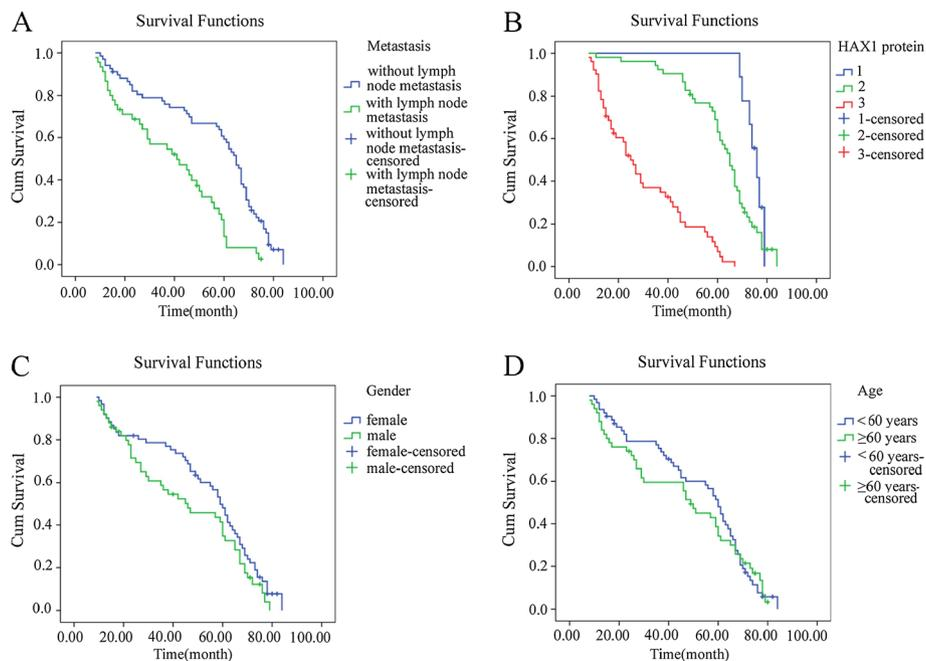 A
Survival Functions
Cum Survival
1.0
0.8
0.6
0.4
0.2
0.0
0.00 20.00 40.00 60.00 80.00 100.00
Time(month)
Metastasis
without lymph
node metastasis
with lymph node
metastasis
without lymph
node metastasis-
censored
with lymph node
metastasis-
censored
B
Survival Functions
Cum Survival
1.0
0.8
0.6
0.4
0.2
0.0
0.00 20.00 40.00 60.00 80.00 100.00
Time(month)
HAX1 protein
1
2
3
1-censored
2-censored
3-censored
C
Survival Functions
Cum Survival
1.0
0.8
0.6
0.4
0.2
0.0
0.00 20.00 40.00 60.00 80.00 100.00
Time(month)
Gender
female
male
female-censored
male-censored
D
Survival Functions
Cum Survival
1.0
0.8
0.6
0.4
0.2
0.0
0.00 20.00 40.00 60.00 80.00 100.00
Time(month)
Age
<60 years
≥60 years
<60 years-
censored
≥60 years-
censored